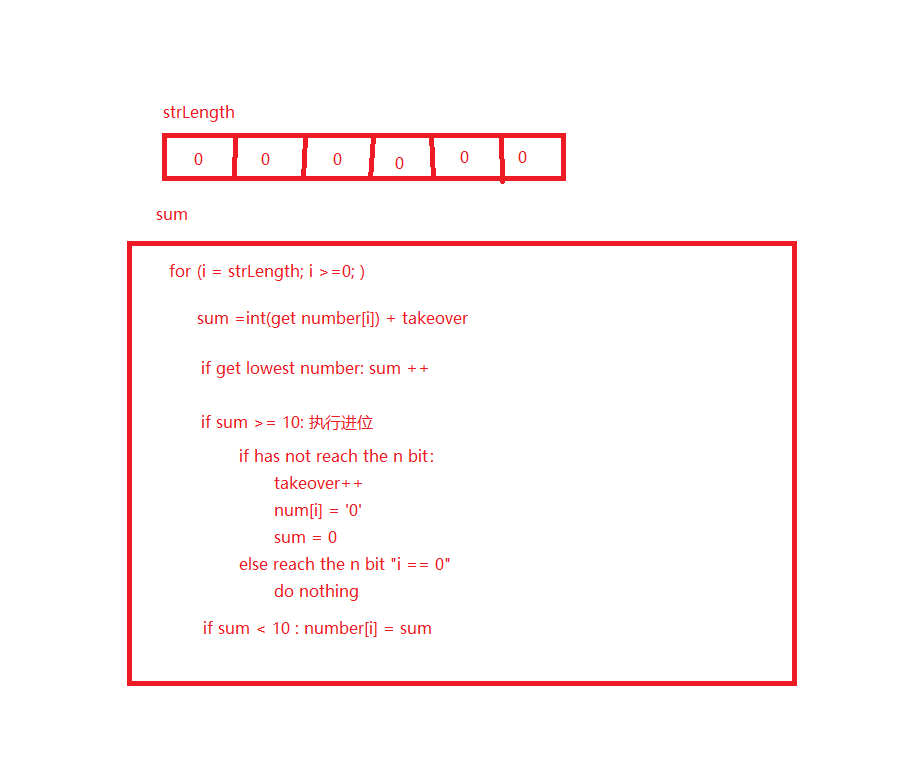 strLength
0 0 0 0 0 0
sum
for (i = strLength; i >=0; )
sum =int(get number[i]) + takeover
if get lowest number: sum ++
if sum >= 10: 执行进位
if has not reach the n bit:
takeover++
num[i] = '0'
sum = 0
else reach the n bit "i == 0"
do nothing
if sum < 10 : number[i] = sum